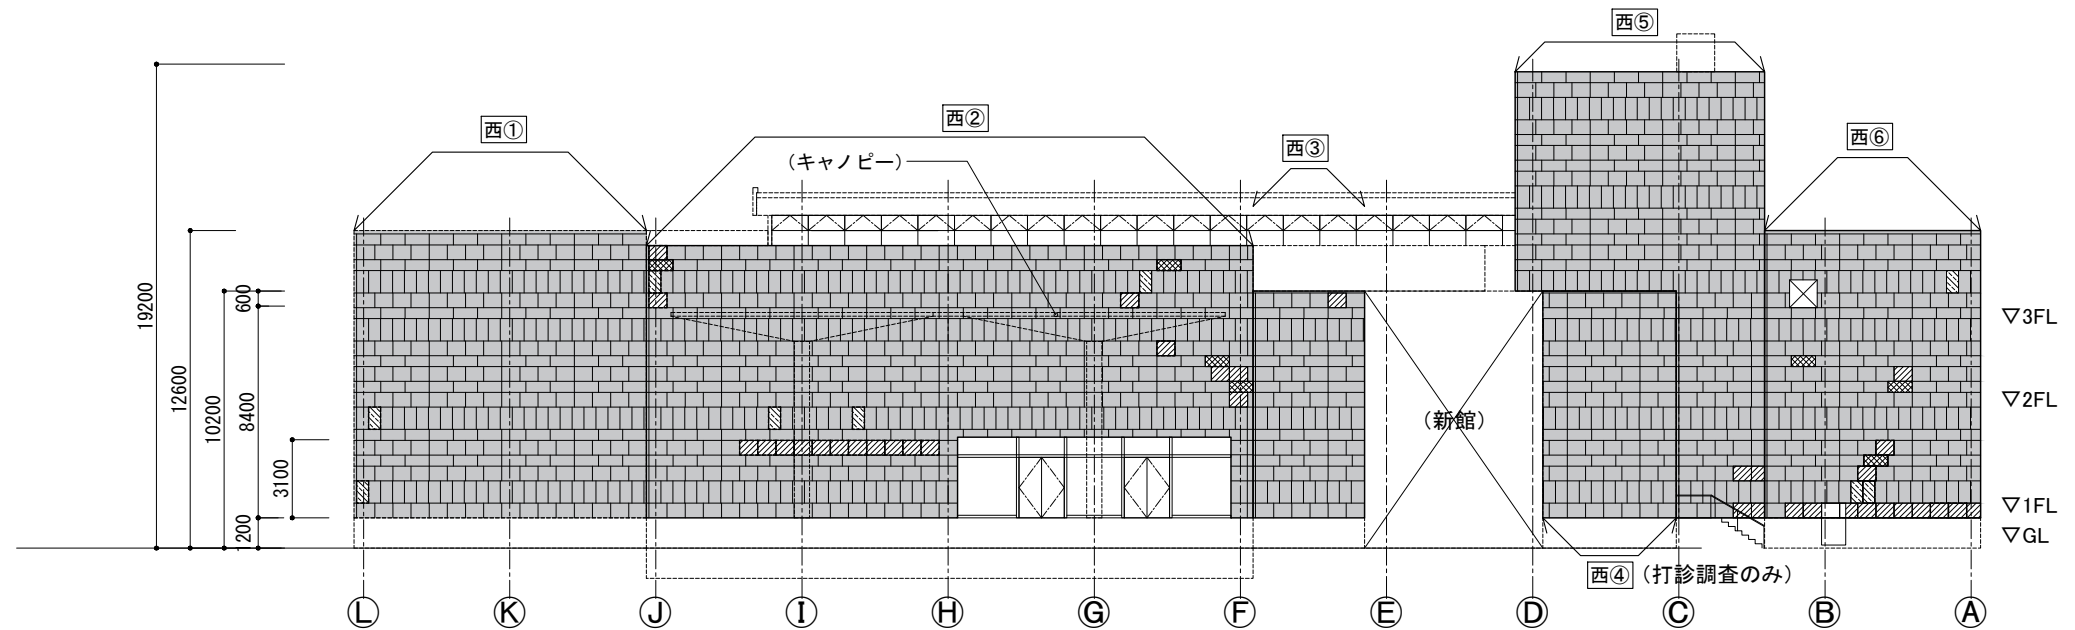 西⑤
西①
西②
西③
西⑥
(キャノピー)
19200
12600
10200
600
8400
3100
1200
(新館)
▽3FL
▽2FL
▽1FL
▽GL
西④ (打診調査のみ)
L K J I H G F E D C B A